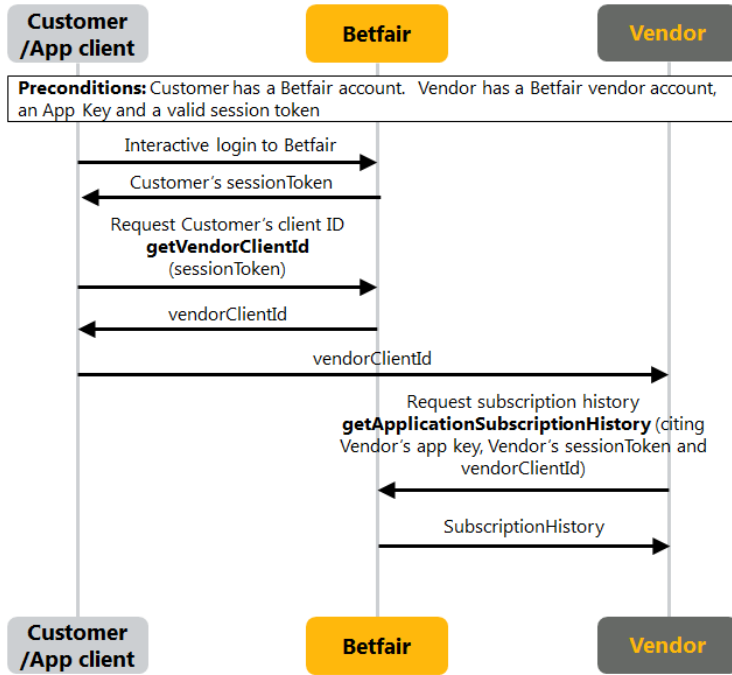 Customer
/App client
Betfair
Vendor
Preconditions: Customer has a Betfair account.  Vendor has a Betfair vendor account,
an App Key and a valid session token
Interactive login to Betfair
Customer’s sessionToken
Request Customer’s client ID
getVendorClientId
(sessionToken)
vendorClientId
vendorClientId
Request subscription history
getApplicationSubscriptionHistory (citing
Vendor’s app key, Vendor’s sessionToken and
vendorClientId)
SubscriptionHistory
Customer
/App client
Betfair
Vendor